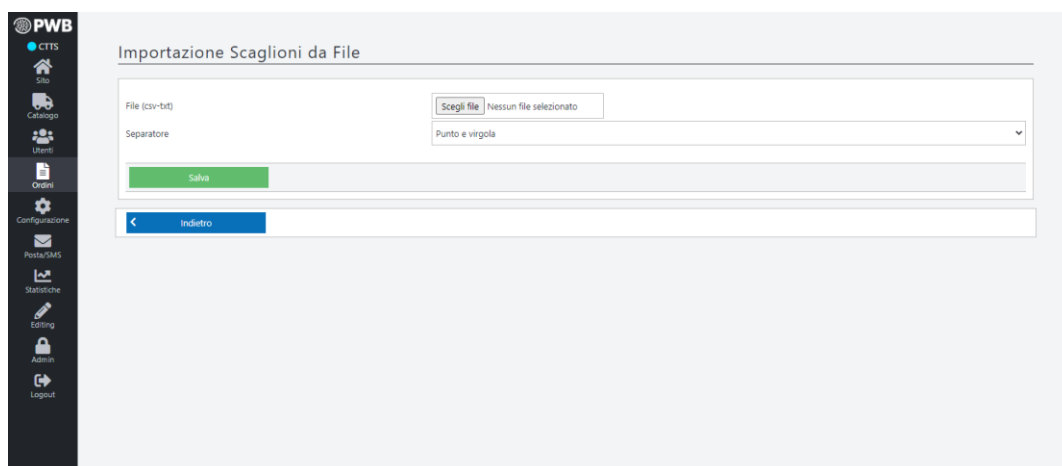 PWB
CTTS
Sito
Catalogo
Utenti
Ordini
Configurazione
Posta/SMS
Statistiche
Editing
Admin
Logout
Importazione Scaglioni da File
File (csv-txt)
Scegli file Nessun file selezionato
Separatore
Punto e virgola
Salva
Indietro